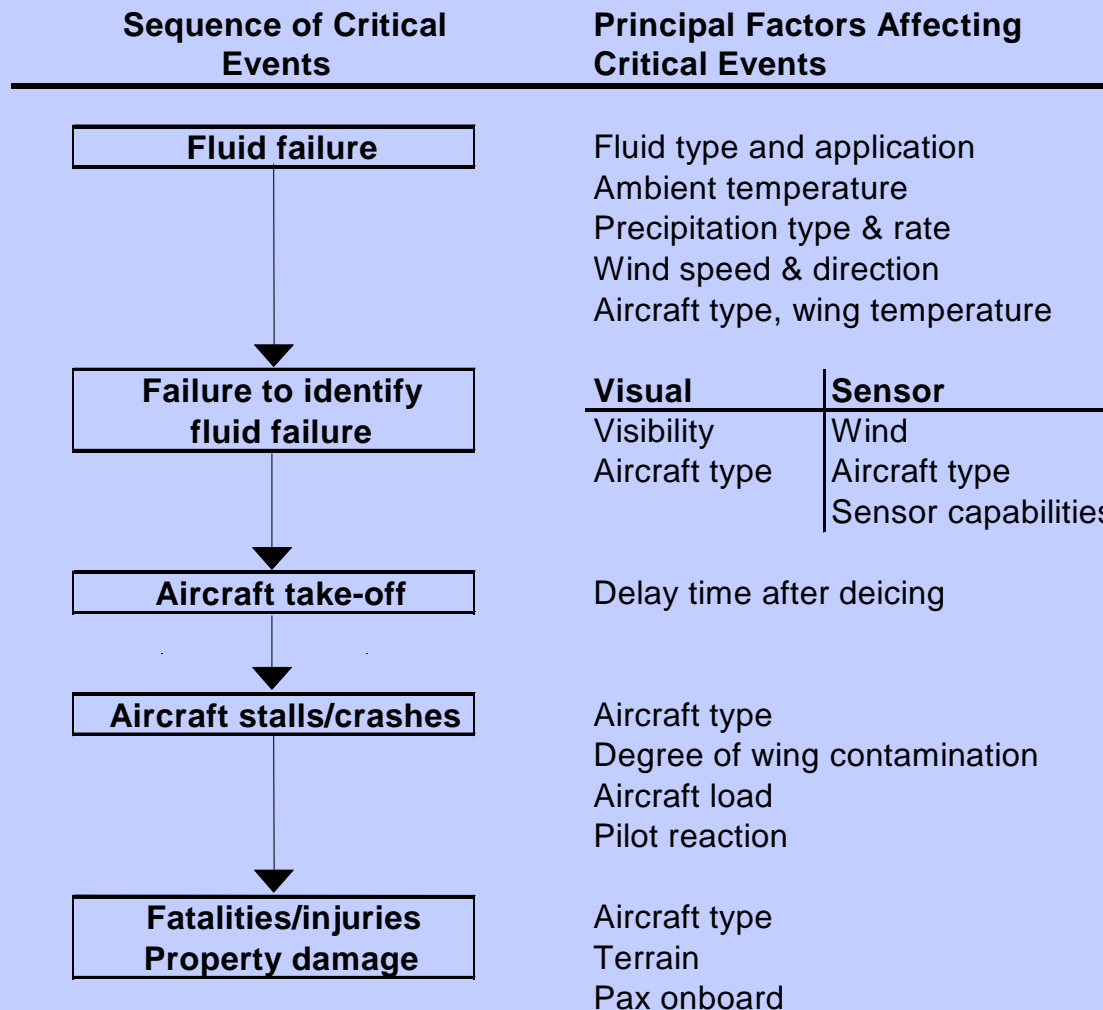 Sequence of Critical
Events
Principal Factors Affecting
Critical Events
Fluid failure
Fluid type and application
Ambient temperature
Precipitation type & rate
Wind speed & direction
Aircraft type, wing temperature
Failure to identify
fluid failure
Visual
Sensor
Visibility
Wind
Aircraft type
Aircraft type
Sensor capabilities
Aircraft take-off
Delay time after deicing
Aircraft stalls/crashes
Aircraft type
Degree of wing contamination
Aircraft load
Pilot reaction
Fatalities/injuries
Property damage
Aircraft type
Terrain
Pax onboard